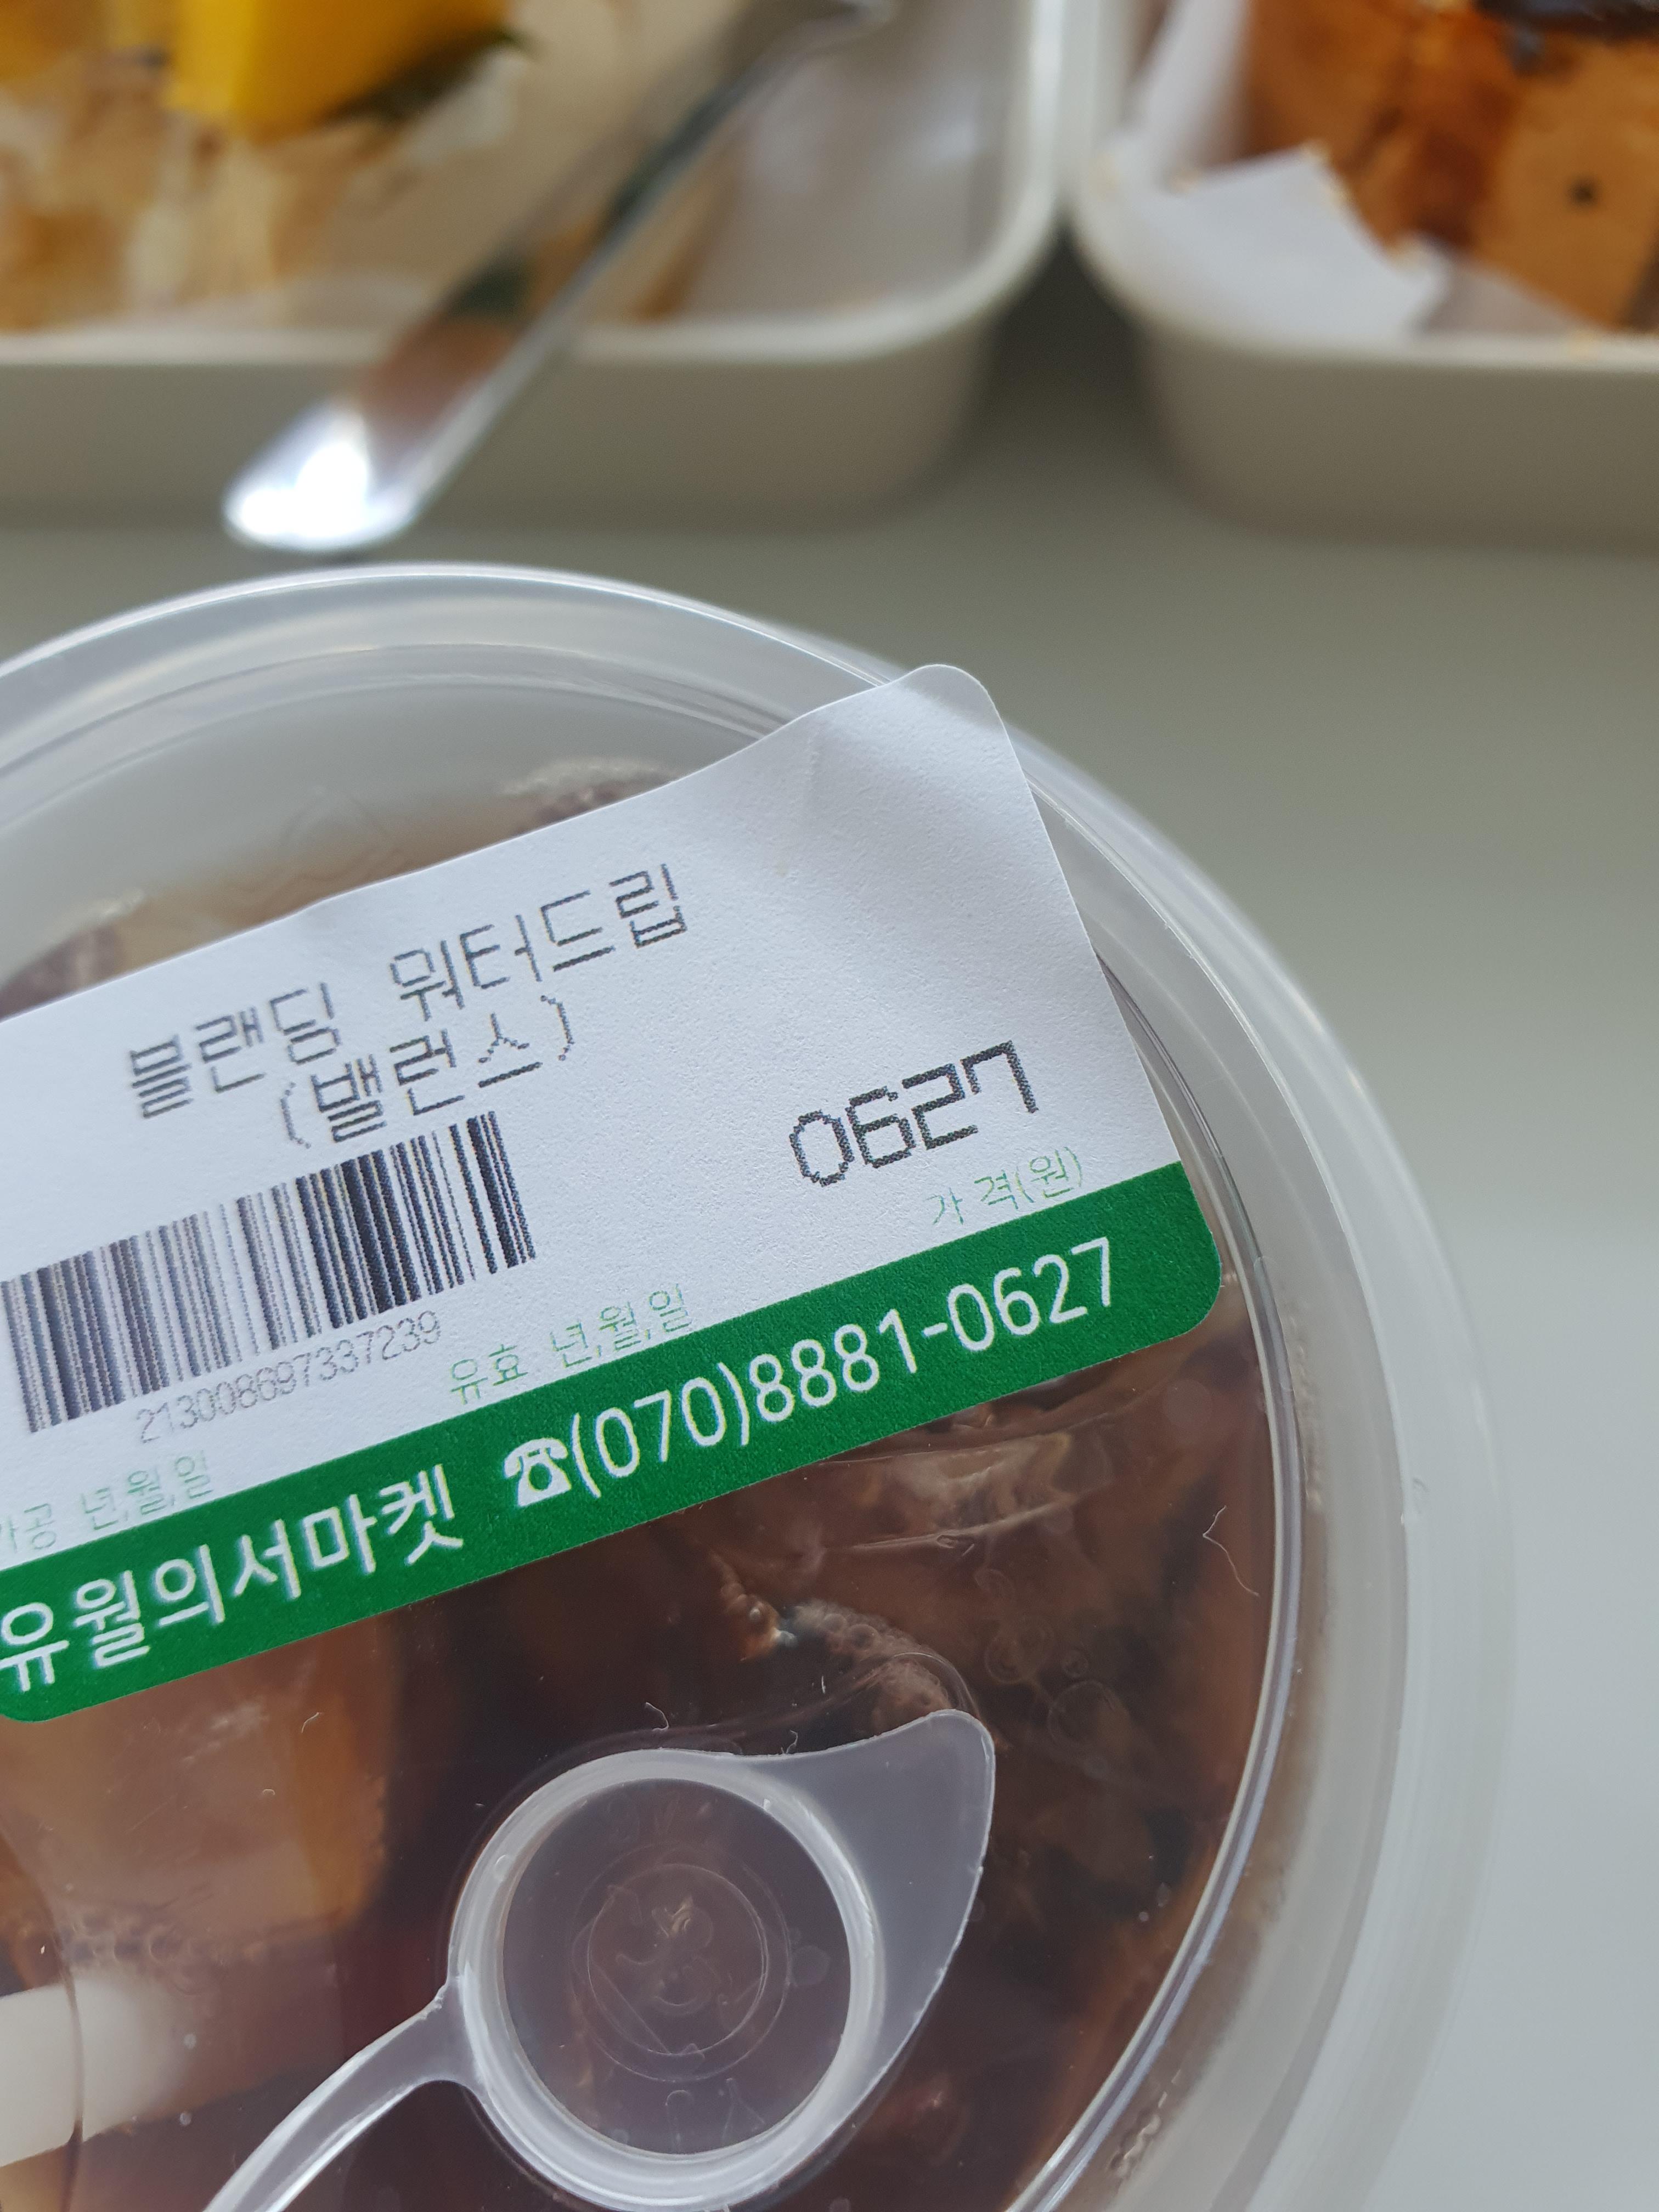 블랜딩 워터드립
(밸런스)
0627
가 격(원)
213008697337239
유효 년,월,일
가공 년,월,일
유월의서마켓 ☎(070)8881-0627